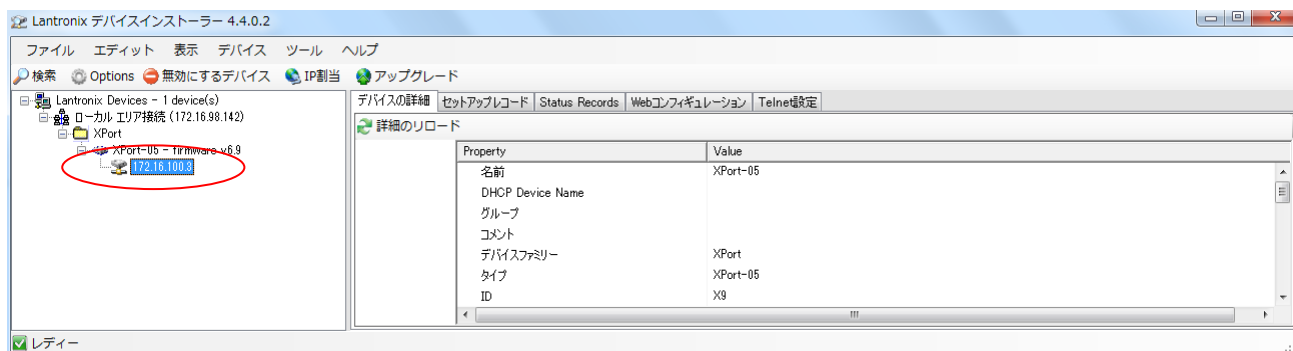 Lantronix デバイスインストーラー 4.4.0.2
ファイル エディット 表示 デバイス ツール ヘルプ
検索 Options 無効にするデバイス IP割当 アップグレード
Lantronix Devices - 1 device(s)
ローカル エリア接続 (172.16.98.142)
XPort
XPort-05 - firmware v6.9
172.16.100.3
デバイスの詳細 セットアップレコード Status Records Webコンフィギュレーション Telnet設定
詳細のリロード
Property Value
名前 XPort-05
DHCP Device Name
グループ
コメント
デバイスファミリー XPort
タイプ XPort-05
ID X9
レディー